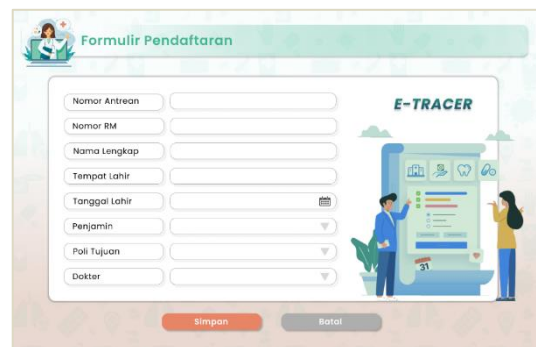 Formulir Pendaftaran
Nomor Antrean
E-TRACER
Nomor RM
Nama Lengkap
Tempat Lahir
Tanggal Lahir
Penjamin
Poli Tujuan
Dokter
31
Simpan
Batal